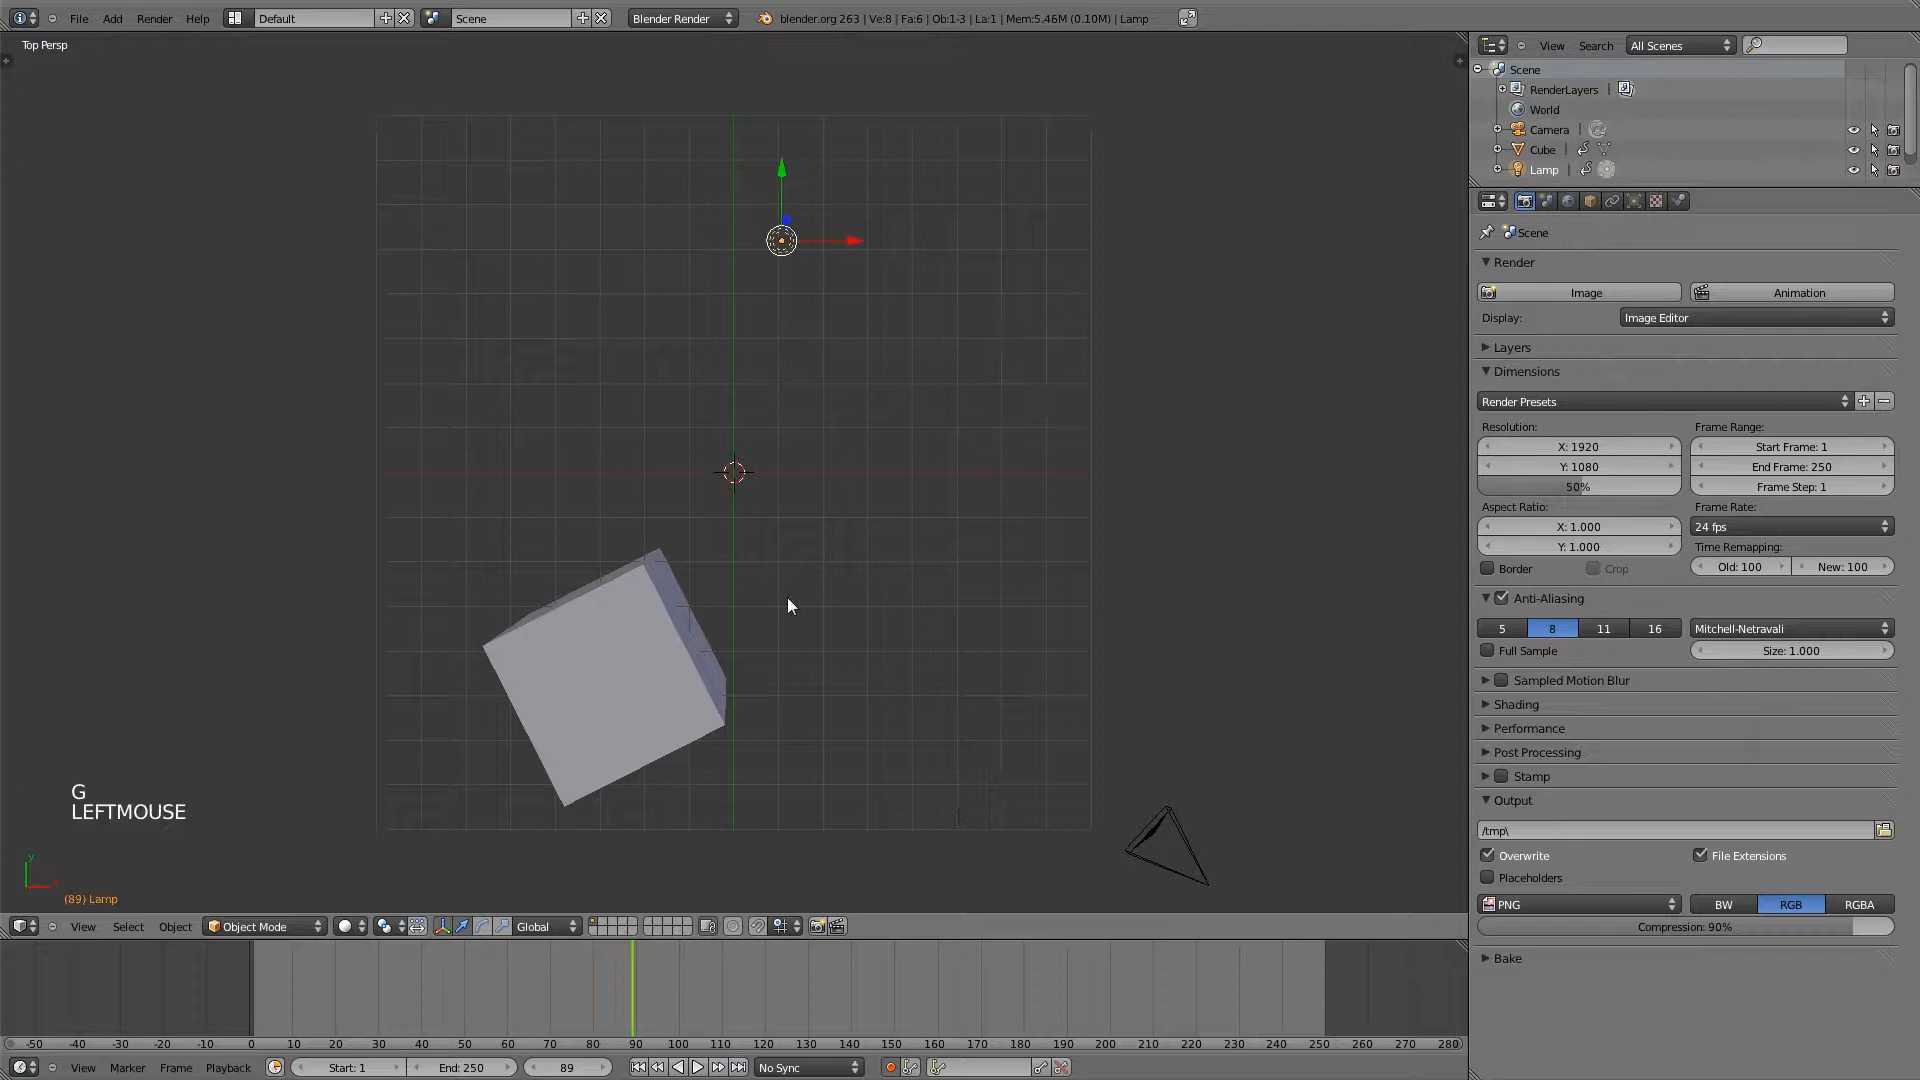 File Add Render Help Default Scene Blender Render blender.org 263 | Ve:8 | Fa:6 | Ob:1-3 | La:1 | Mem:5.46M (0.10M) | Lamp
Top Persp
View Search All Scenes
Scene
RenderLayers
World
Camera
Cube
Lamp
Scene
Render
Image Animation
Display: Image Editor
Layers
Dimensions
Render Presets
Resolution: Frame Range:
X: 1920 Start Frame: 1
Y: 1080 End Frame: 250
50% Frame Step: 1
Aspect Ratio: Frame Rate:
X: 1.000 24 fps
Y: 1.000 Time Remapping:
Border Crop Old: 100 New: 100
Anti-Aliasing
5 8 11 16 Mitchell-Netravali
Full Sample Size: 1.000
Sampled Motion Blur
Shading
Performance
Post Processing
Stamp
Output
/tmp\
Overwrite File Extensions
Placeholders
PNG BW RGB RGBA
Compression: 90%
Bake
G
LEFTMOUSE
y
x
(89) Lamp
View Select Object Object Mode Global
-50 -40 -30 -20 -10 0 10 20 30 40 50 60 70 80 90 100 110 120 130 140 150 160 170 180 190 200 210 220 230 240 250 260 270 280
View Marker Frame Playback Start: 1 End: 250 89 No Sync